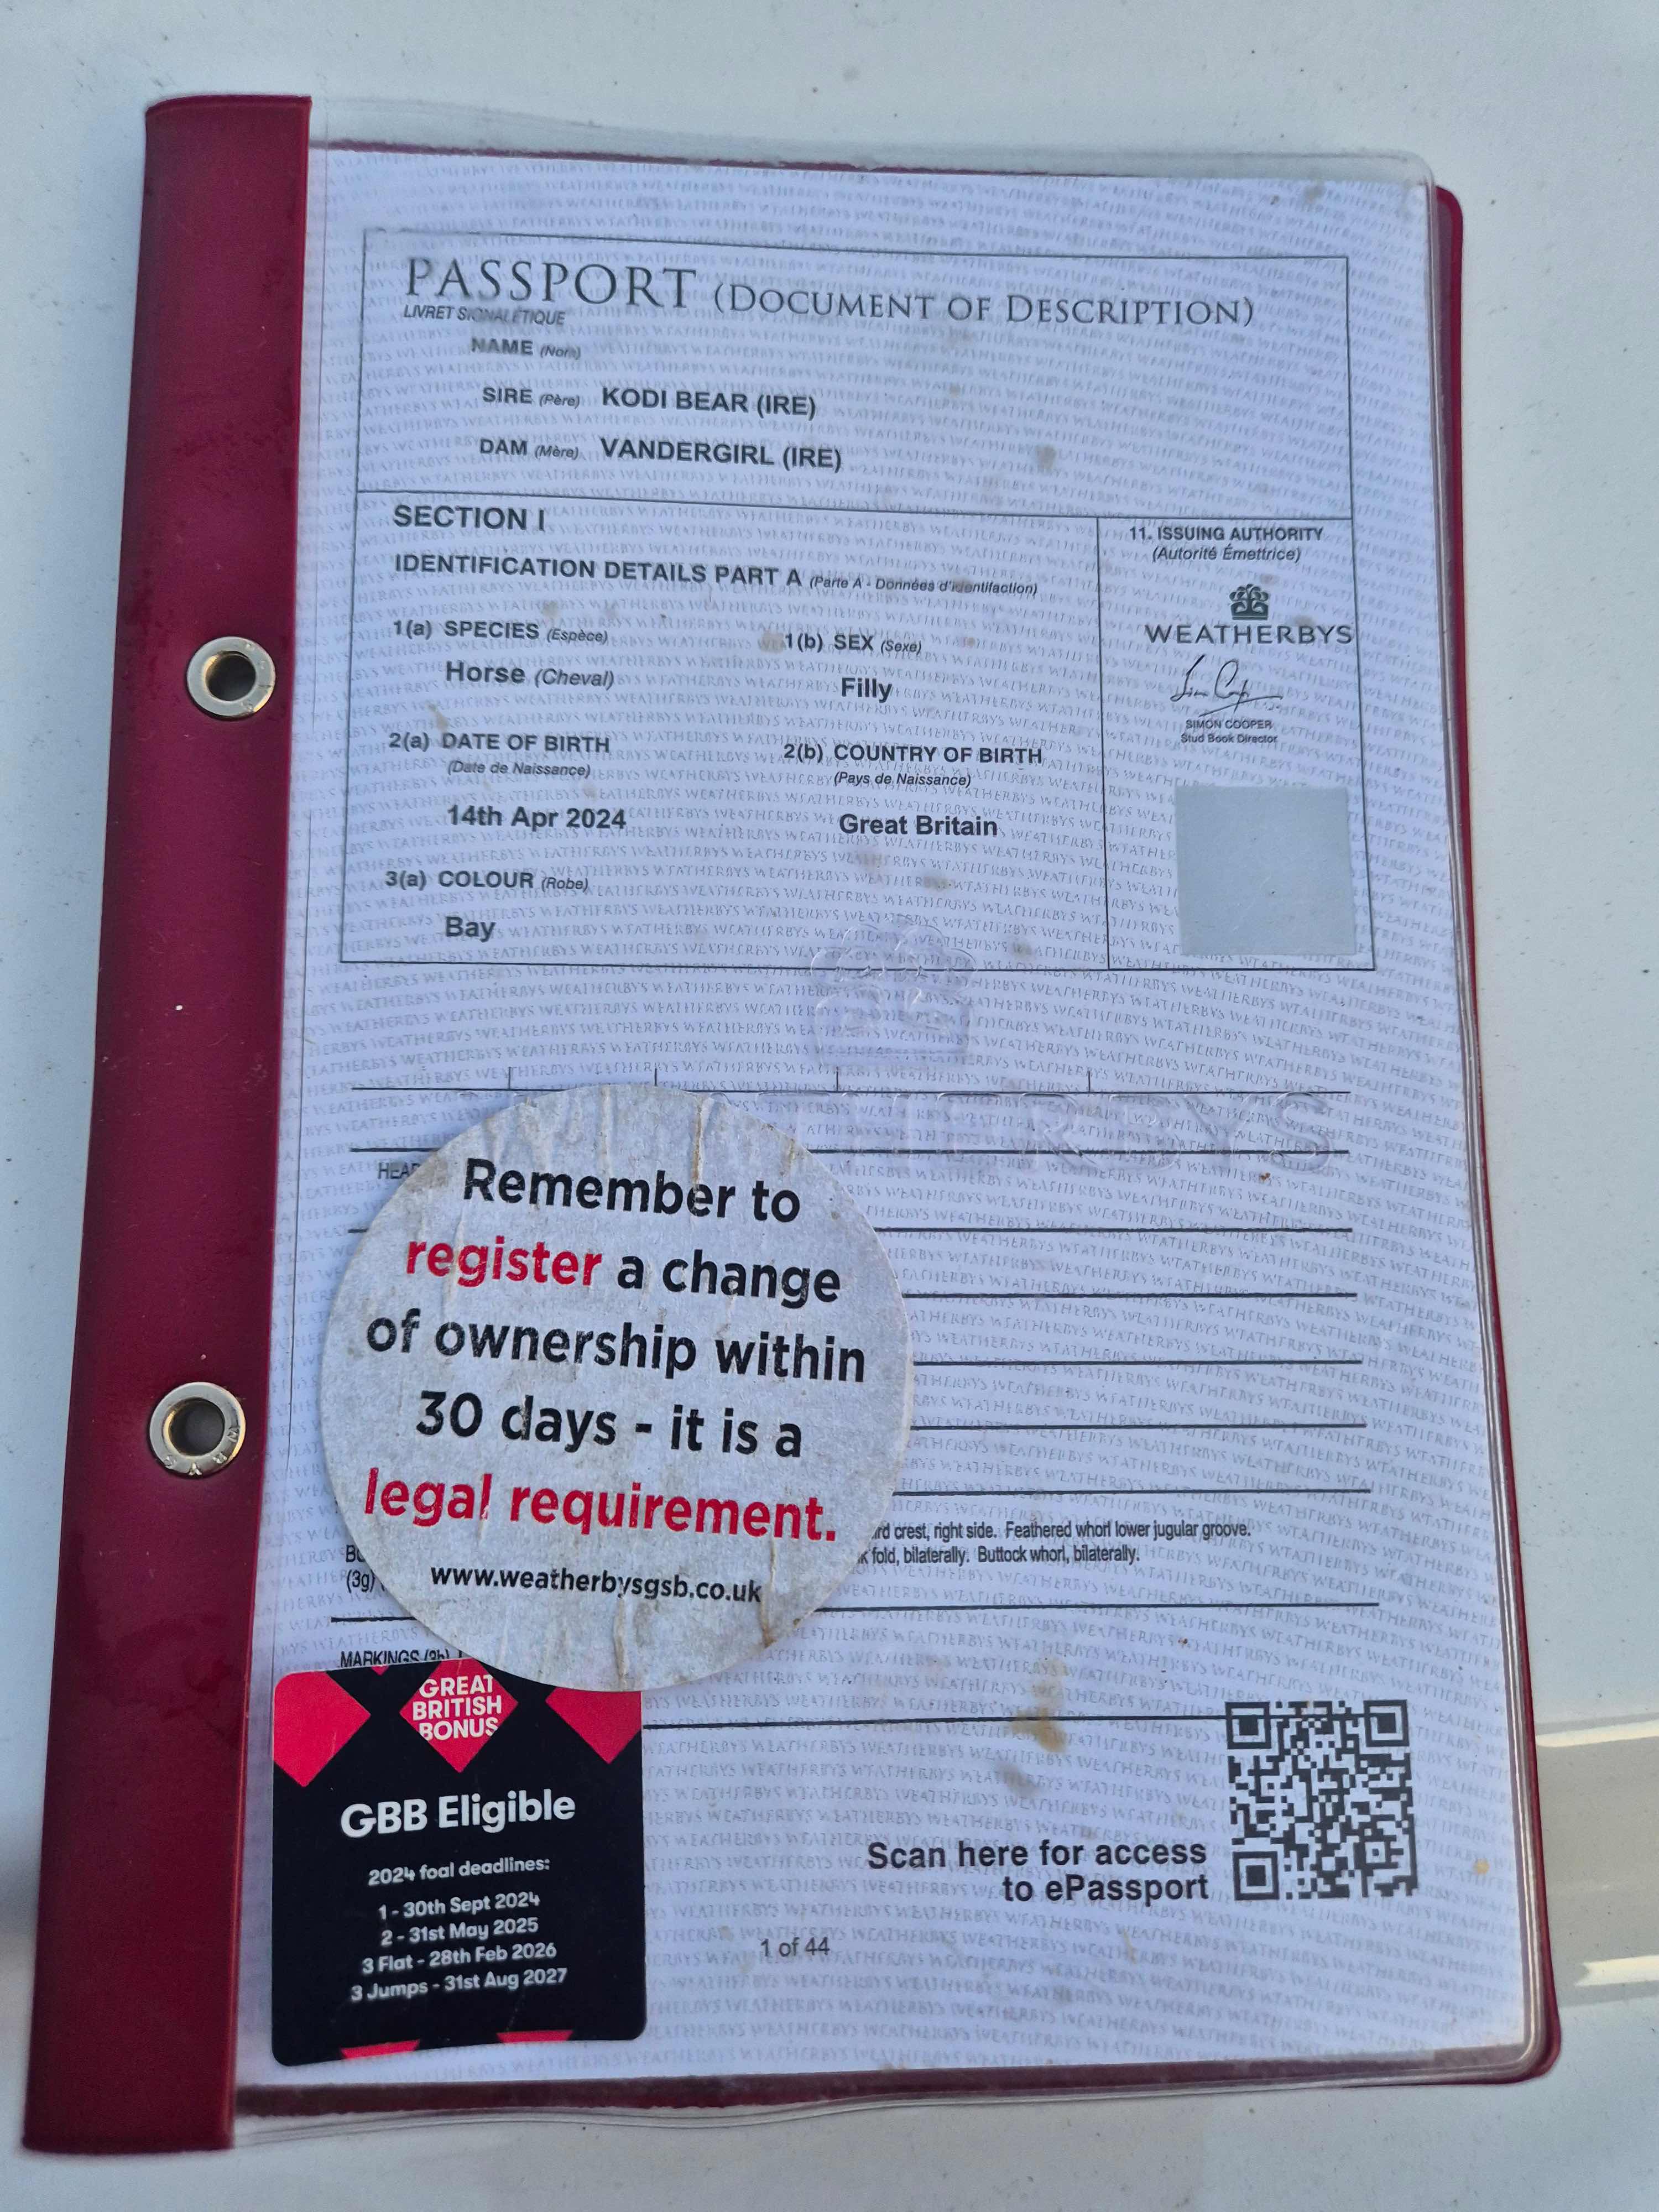 PASSPORT (DOCUMENT OF DESCRIPTION)
LIVRET SIGNALÉTIQUE
NAME (Nom)
SIRE (Père) KODI BEAR (IRE)
DAM (Mère) VANDERGIRL (IRE)
SECTION I
IDENTIFICATION DETAILS PART A (Parte A - Données d'identifaction)
1(a) SPECIES (Espèce)
Horse (Cheval)
1(b) SEX (Sexe)
Filly
2(a) DATE OF BIRTH
(Date de Naissance)
14th Apr 2024
2(b) COUNTRY OF BIRTH
(Pays de Naissance)
Great Britain
3(a) COLOUR (Robe)
Bay
11. ISSUING AUTHORITY
(Autorité Émettrice)
WEATHERBYS
SIMON COOPER
Stud Book Director
Remember to
register a change
of ownership within
30 days - it is a
legal requirement.
www.weatherbysgsb.co.uk
crest, right side. Feathered whorl lower jugular groove.
fold, bilaterally. Buttock whorl, bilaterally.
(3g)
MARKINGS
GREAT
BRITISH
BONUS
GBB Eligible
2024 foal deadlines:
1 - 30th Sept 2024
2 - 31st May 2025
3 Flat - 28th Feb 2026
3 Jumps - 31st Aug 2027
Scan here for access
to ePassport
1 of 44